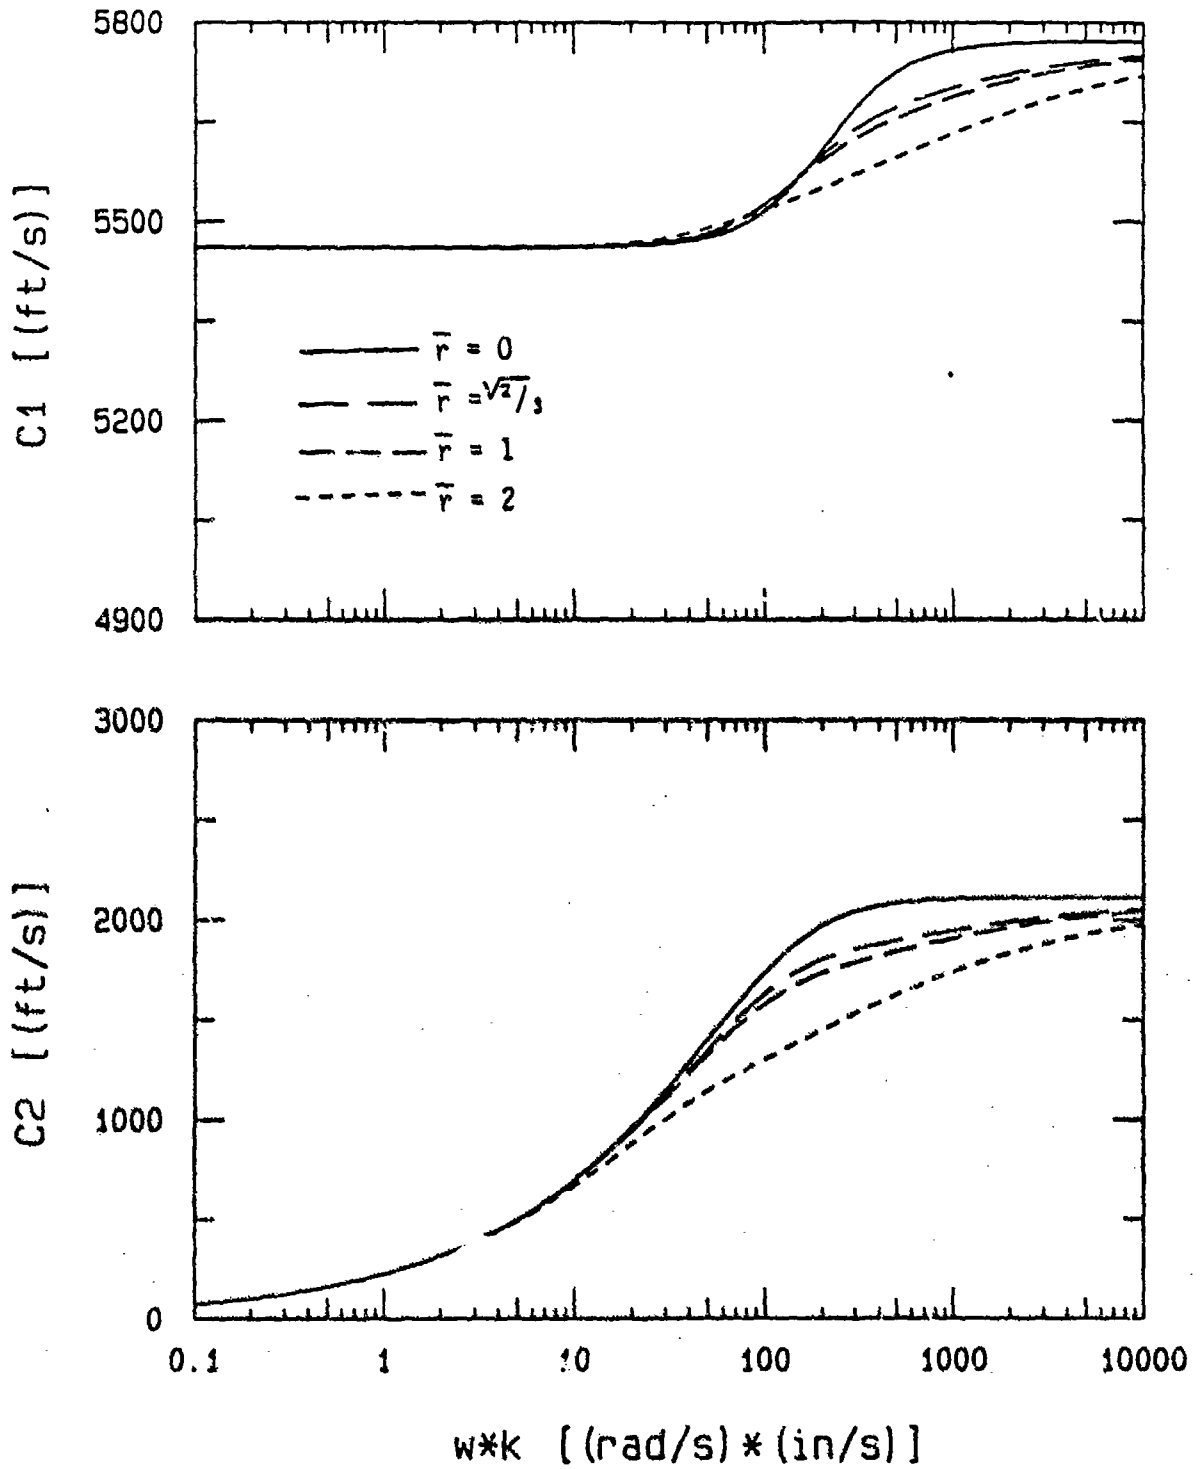 5800
5500
5200
4900
C1 [(ft/s)]
r̄ = 0
r̄ = √2/3
r̄ = 1
r̄ = 2
3000
2000
1000
0
C2 [(ft/s)]
0.1 1 10 100 1000 10000
w*k [(rad/s)*(in/s)]